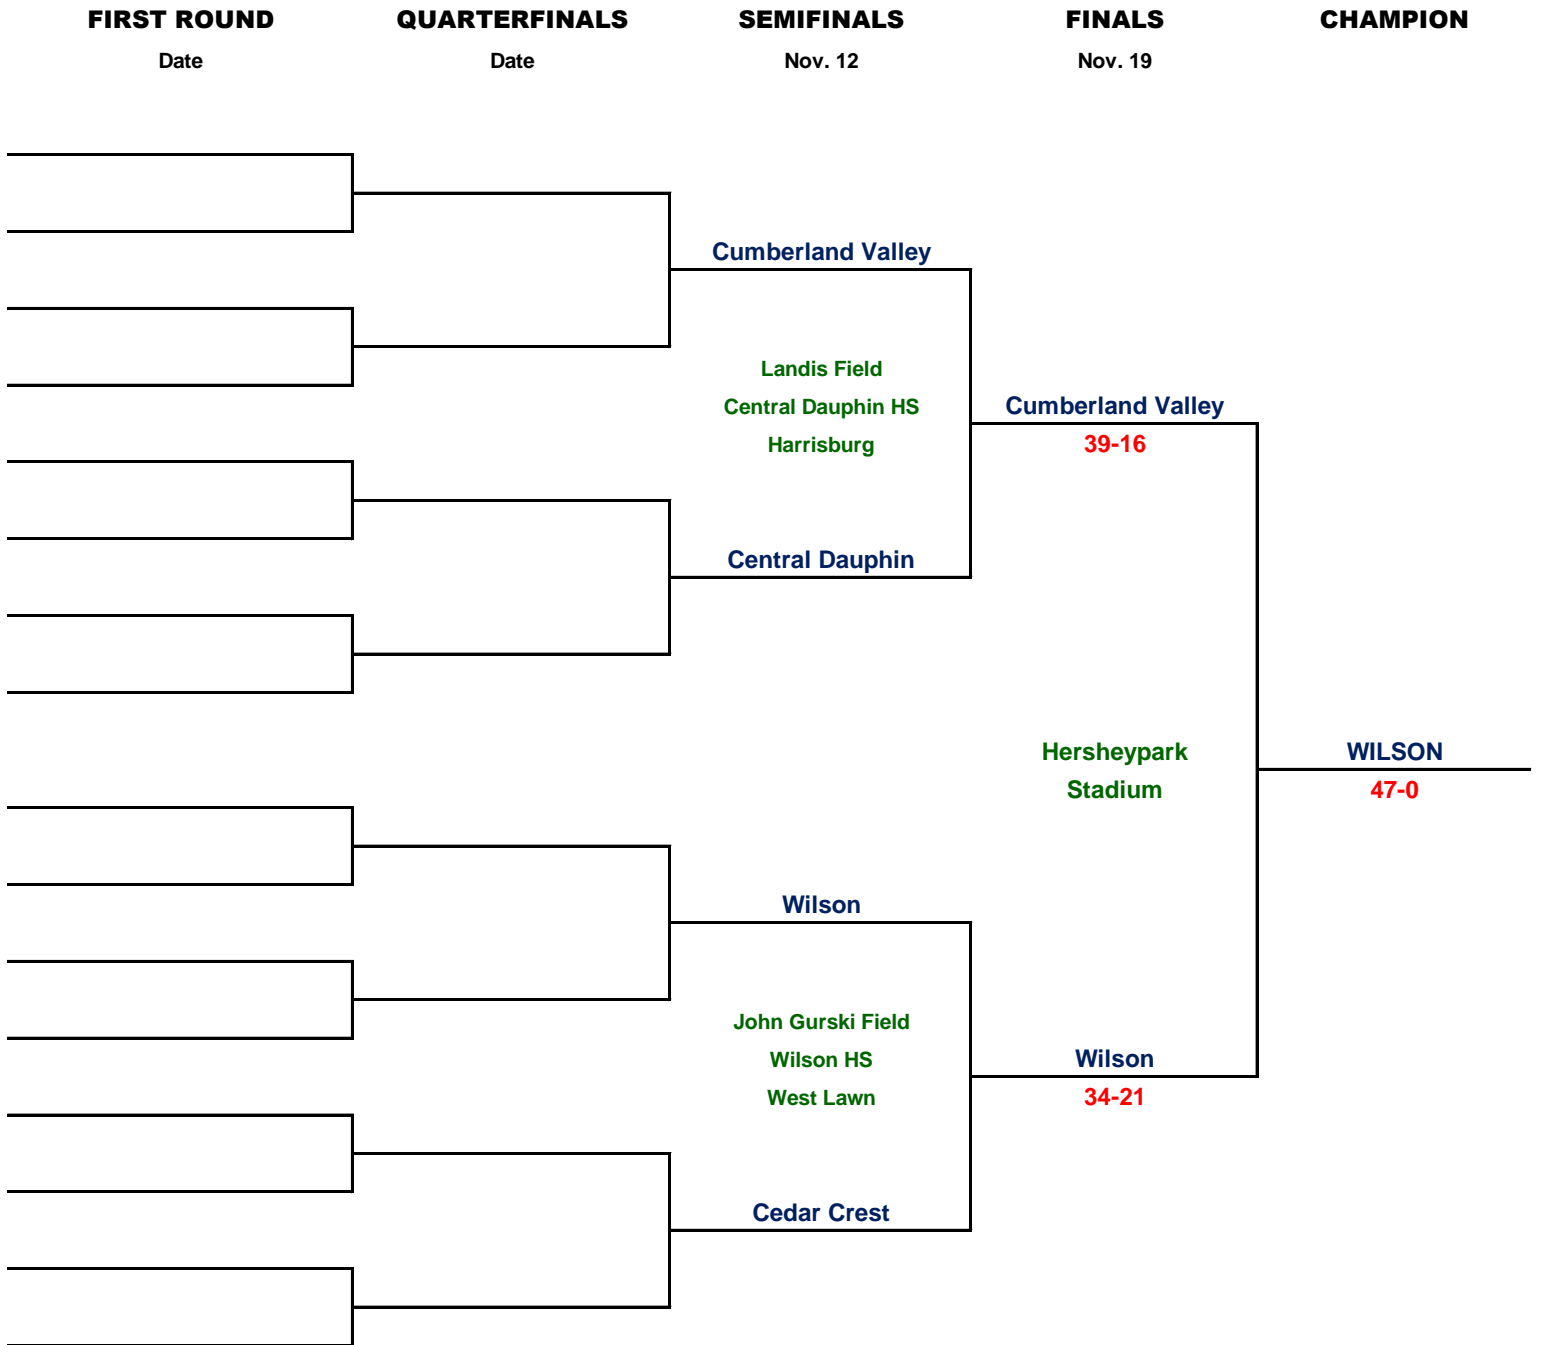 FIRST ROUND QUARTERFINALS SEMIFINALS FINALS CHAMPION
Date Date Nov. 12 Nov. 19
Cumberland Valley
Landis Field
Central Dauphin HS
Harrisburg
Cumberland Valley
39-16
Central Dauphin
Hersheypark
Stadium
WILSON
47-0
Wilson
John Gurski Field
Wilson HS
West Lawn
Wilson
34-21
Cedar Crest